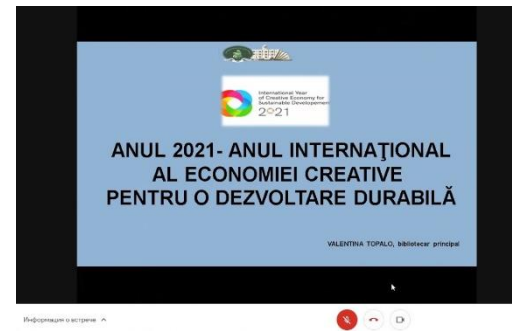 International Year
of Creative Economy for
Sustainable Development
2021
ANUL 2021- ANUL INTERNAŢIONAL
AL ECONOMIEI CREATIVE
PENTRU O DEZVOLTARE DURABILĂ
VALENTINA TOPALO, bibliotecar principal
Информация о встрече